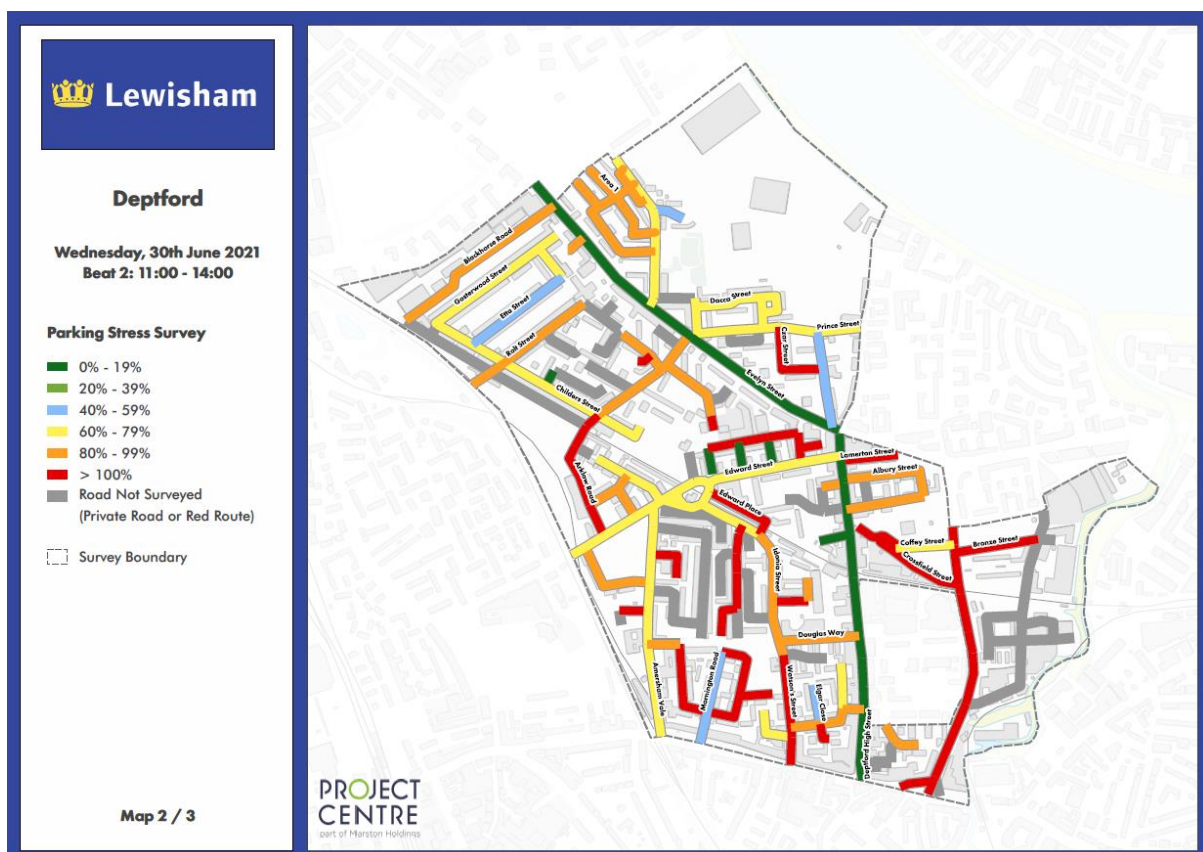 Lewisham
Deptford
Wednesday, 30th June 2021
Beat 2: 11:00 - 14:00
Parking Stress Survey
0% - 19%
20% - 39%
40% - 59%
60% - 79%
80% - 99%
> 100%
Road Not Surveyed
(Private Road or Red Route)
Survey Boundary
Map 2 / 3
Area 1
Blackhorse Road
Gosterwood Street
Etta Street
Rolt Street
Childers Street
Dacca Street
Prince Street
Czar Street
Evelyn Street
Arklow Road
Edward Street
Lamerton Street
Albury Street
Edward Place
Coffey Street
Bronze Street
Crossfield Street
Idonia Street
Douglas Way
Amersham Vale
Mornington Road
Watson's Street
Elgar Close
Deptford High Street
PROJECT
CENTRE
part of Marston Holdings